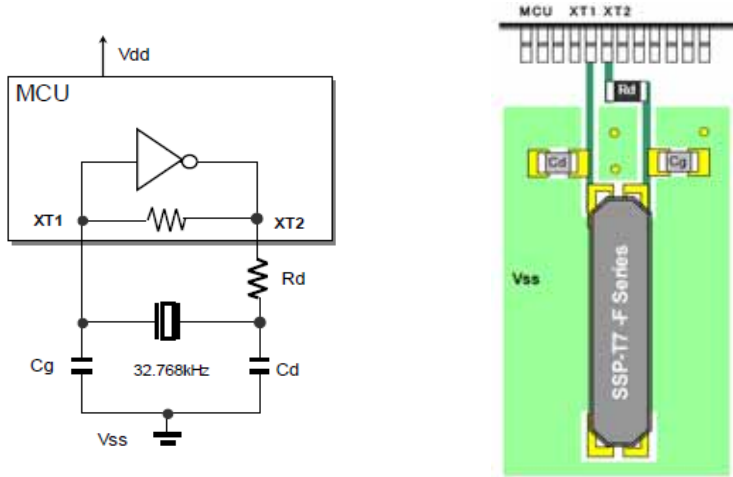 Vdd
MCU
XT1
XT2
Rd
Cg
32.768kHz
Cd
Vss
MCU XT1 XT2
Rd
Cd
Cg
Vss
SSP-T7 -F Series